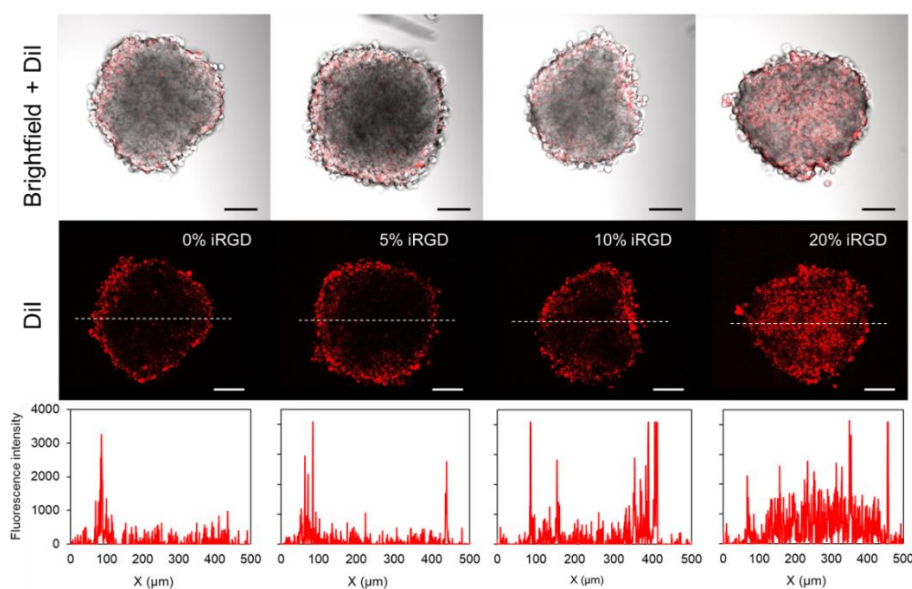 Brightfield + DiI
DiI
0% iRGD
5% iRGD
10% iRGD
20% iRGD
Fluorescence intensity
4000
3000
2000
1000
0
0 100 200 300 400 500
0 100 200 300 400 500
0 100 200 300 400 500
0 100 200 300 400 500
X (µm)
X (µm)
X (µm)
X (µm)